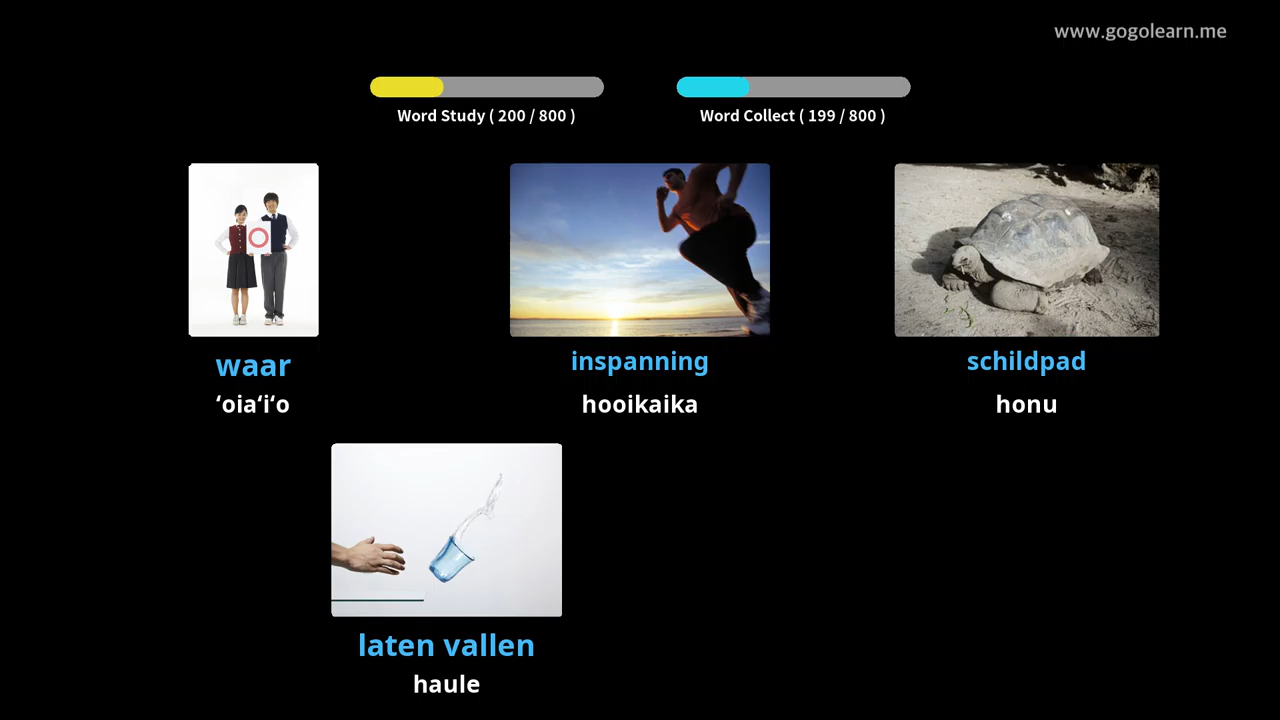 www.gogolearn.me
Word Study ( 200 / 800 )
Word Collect ( 199 / 800 )
waar
ʻoiaʻiʻo
inspanning
hooikaika
schildpad
honu
laten vallen
haule